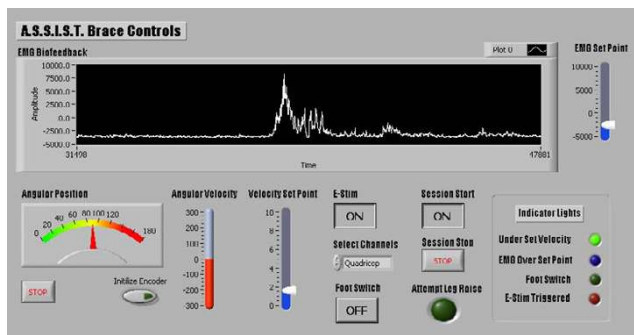 A.S.S.I.S.T. Brace Controls
EMG Biofeedback
Plot 0
EMG Set Point
10000.0
7500.0
5000.0
2500.0
0.0
-2500.0
-5000.0
Amplitude
31498
47881
Time
10000
5000
0
-5000
Angular Position
0
20
40
60
80
100
120
180
STOP
Initilize Encoder
Angular Velocity
300
200
100
0
-100
-200
-300
Velocity Set Point
10
8
6
4
2
0
E-Stim
ON
Select Channels
Quadricep
Foot Switch
OFF
Session Start
ON
Session Stop
STOP
Attempt Leg Raise
Indicator Lights
Under Set Velocity
EMG Over Set Point
Foot Switch
E-Stim Triggered